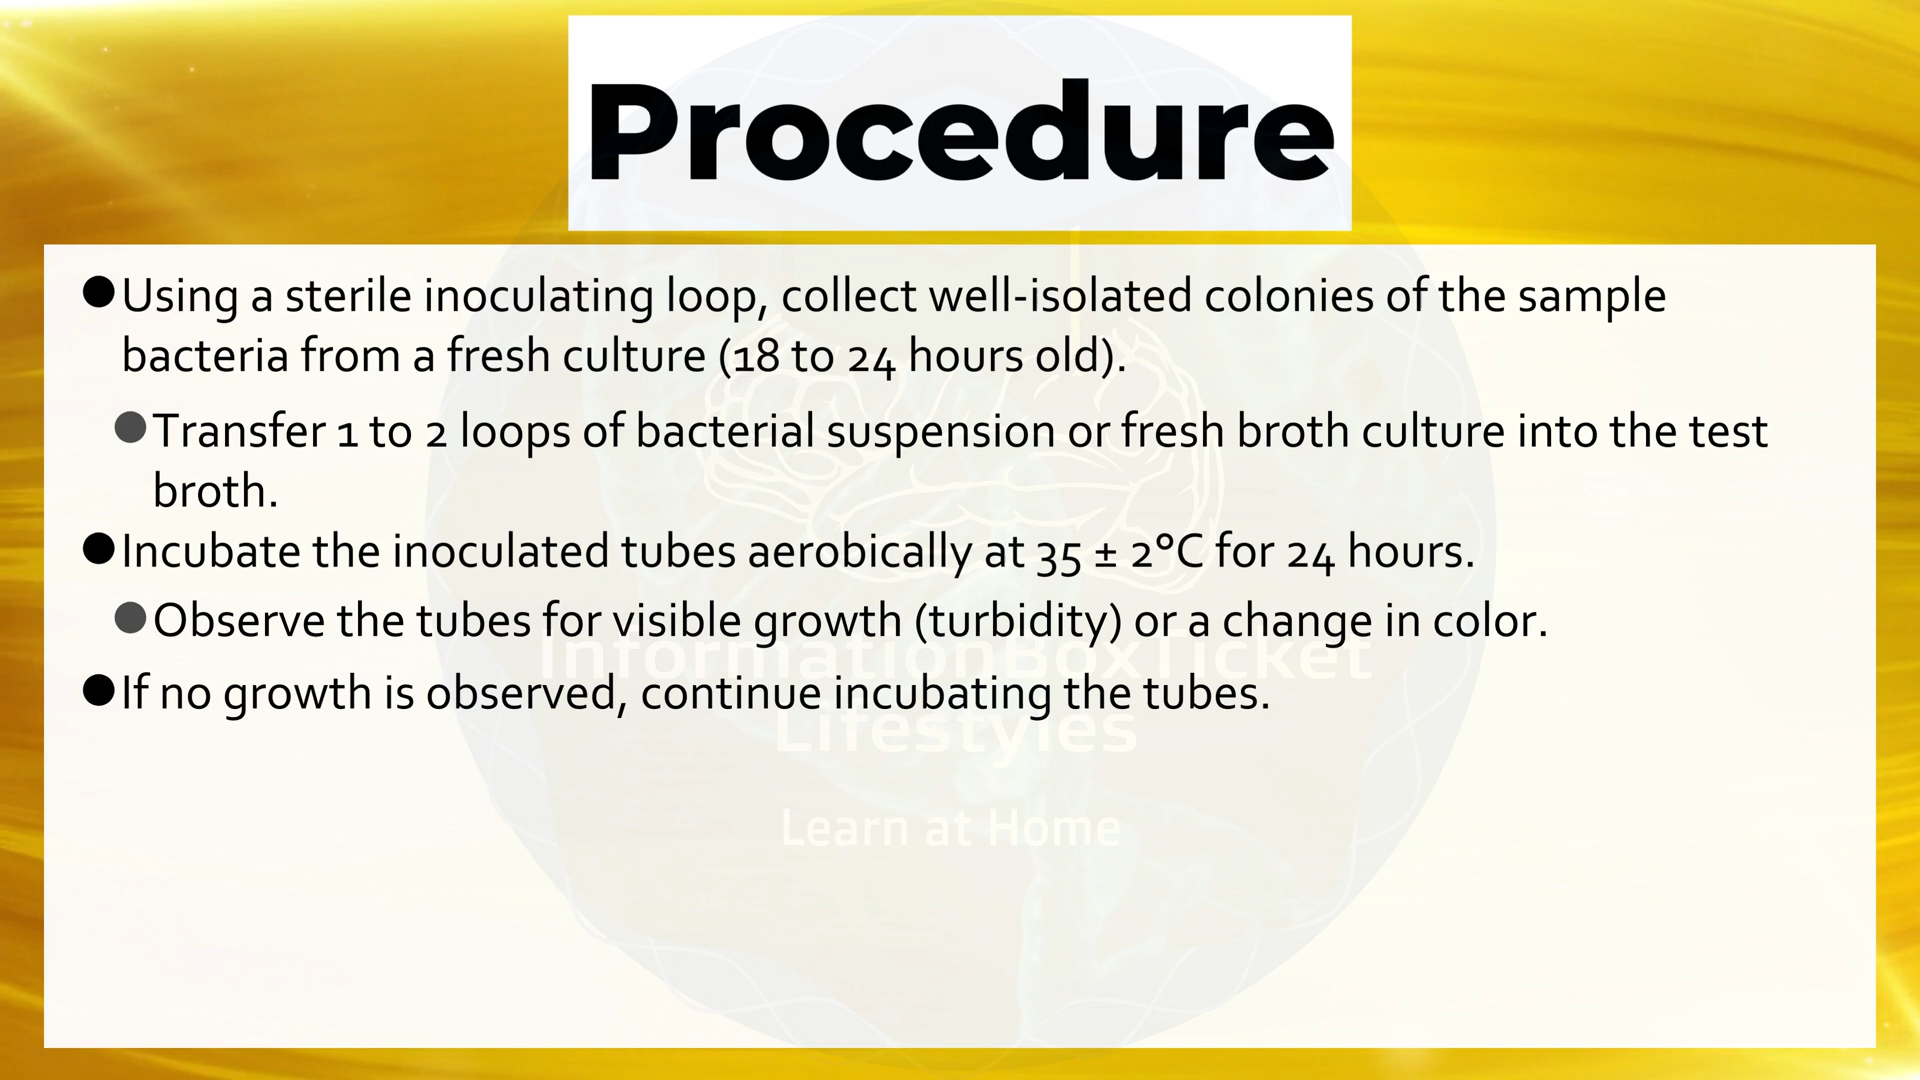 Procedure
●Using a sterile inoculating loop, collect well-isolated colonies of the sample
bacteria from a fresh culture (18 to 24 hours old).
●Transfer 1 to 2 loops of bacterial suspension or fresh broth culture into the test
broth.
●Incubate the inoculated tubes aerobically at 35 ± 2°C for 24 hours.
●Observe the tubes for visible growth (turbidity) or a change in color.
InformationBoxTicket
●If no growth is observed, continue incubating the tubes.
Lifestyles
Learn at Home